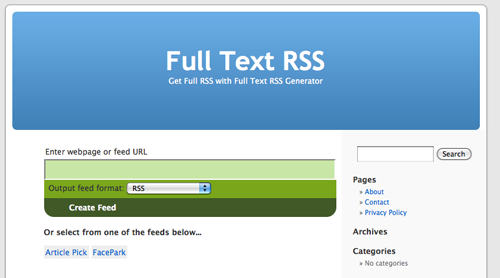 Full Text RSS
Get Full RSS with Full Text RSS Generator
Enter webpage or feed URL
Output feed format: RSS
Create Feed
Or select from one of the feeds below...
Article Pick FacePark
Search
Pages
» About
» Contact
» Privacy Policy
Archives
Categories
» No categories